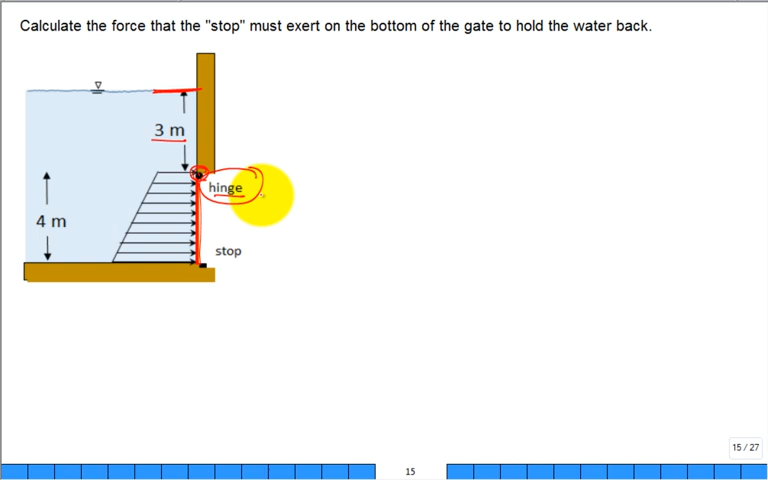 Calculate the force that the "stop" must exert on the bottom of the gate to hold the water back.
3 m
hinge
4 m
stop
15 / 27
15